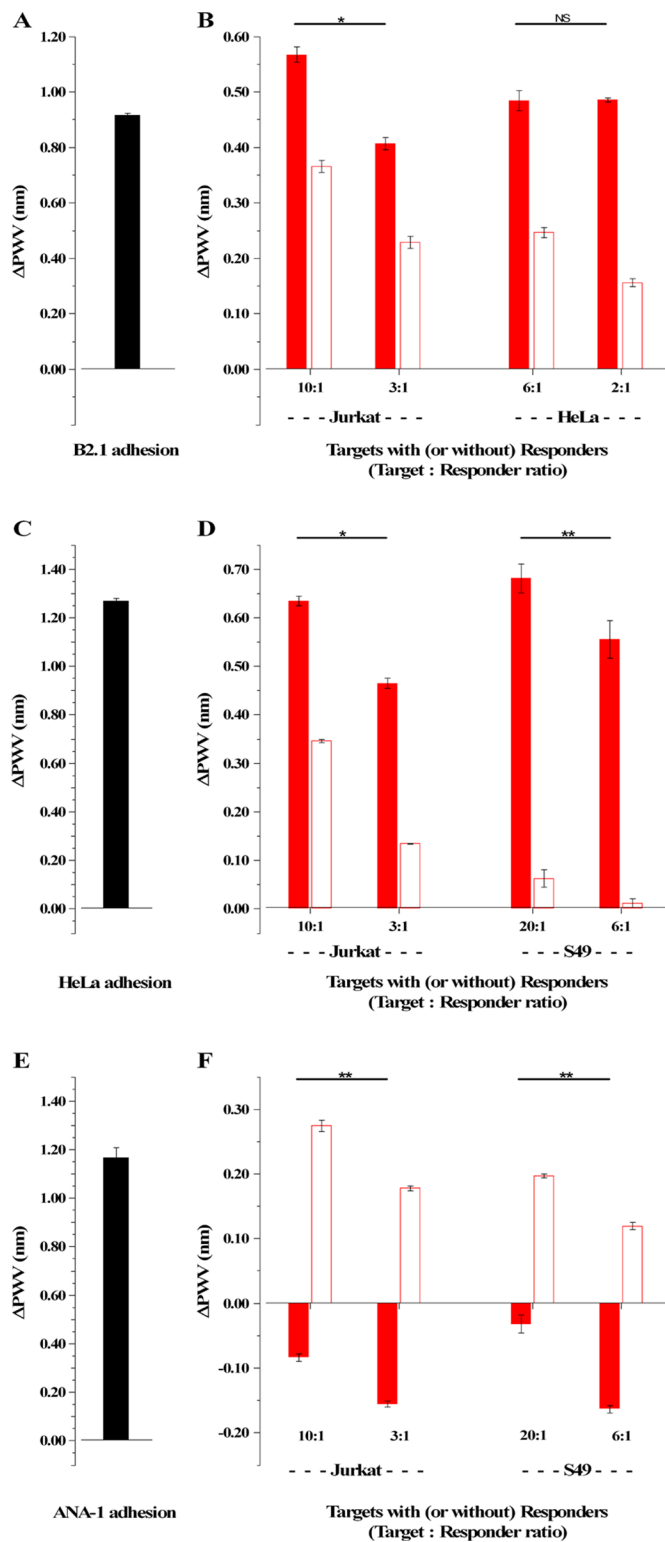 A
B
1.20
1.00
0.80
0.60
0.40
0.20
0.00
ΔPWV (nm)
0.60
0.50
0.40
0.30
0.20
0.10
0.00
ΔPWV (nm)
*
NS
10:1
3:1
6:1
2:1
- - - - Jurkat - - - -
- - - - HeLa - - - -
B2.1 adhesion
Targets with (or without) Responders
(Target : Responder ratio)
C
D
1.40
1.20
1.00
0.80
0.60
0.40
0.20
0.00
ΔPWV (nm)
0.70
0.60
0.50
0.40
0.30
0.20
0.10
0.00
ΔPWV (nm)
*
**
10:1
3:1
20:1
6:1
- - - - Jurkat - - - -
- - - - S49 - - - -
HeLa adhesion
Targets with (or without) Responders
(Target : Responder ratio)
E
F
1.40
1.20
1.00
0.80
0.60
0.40
0.20
0.00
ΔPWV (nm)
0.30
0.20
0.10
0.00
-0.10
-0.20
ΔPWV (nm)
**
**
10:1
3:1
20:1
6:1
- - - - Jurkat - - - -
- - - - S49 - - - -
ANA-1 adhesion
Targets with (or without) Responders
(Target : Responder ratio)